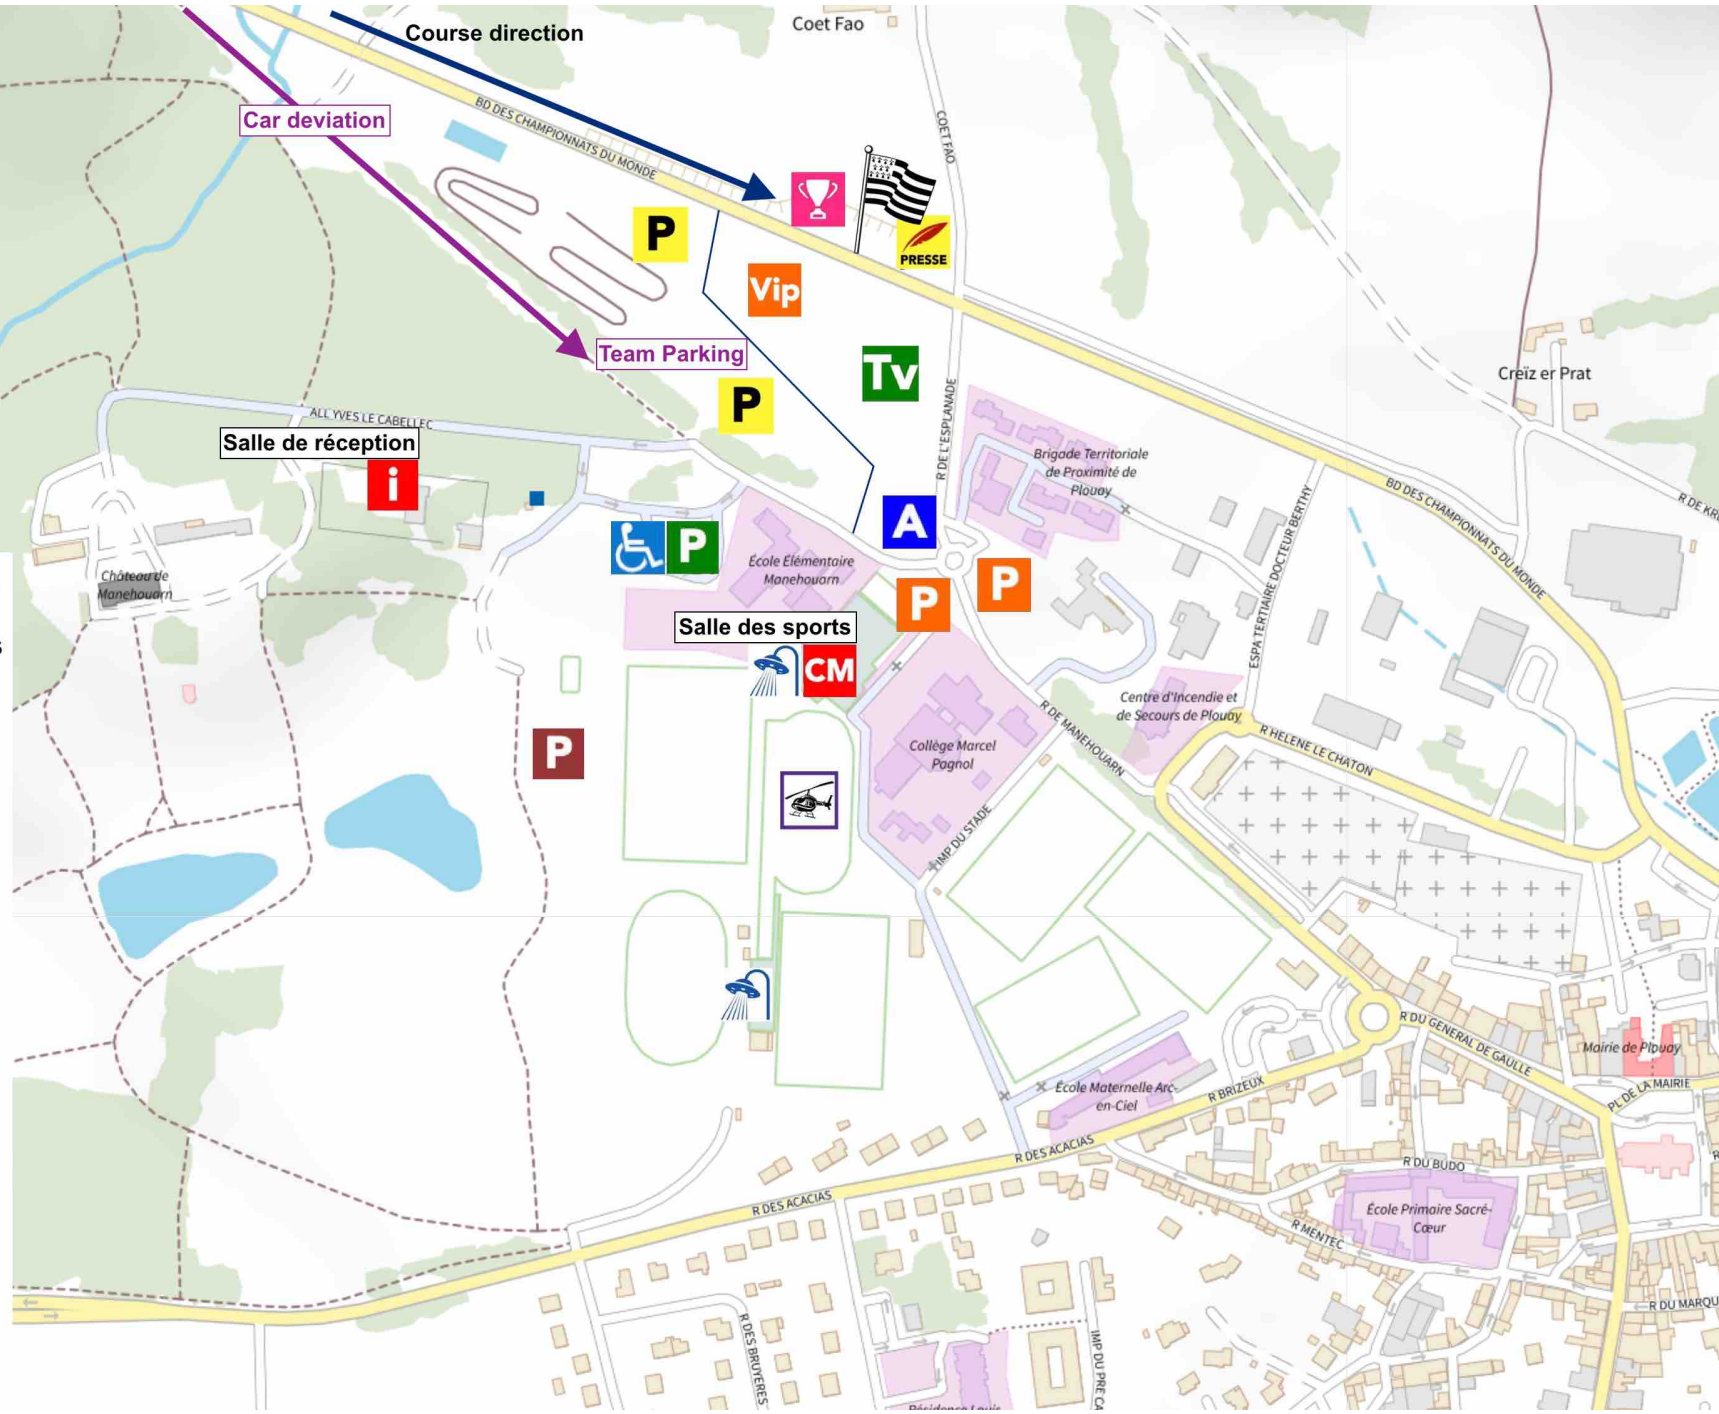 Course direction
Coet Fao
Car deviation
BD DES CHAMPIONNATS DU MONDE
COET FAO
P
PRESSE
Vip
Team Parking
Tv
P
Creïz er Prat
ALL YVES LE CABELLEC
Salle de réception
i
R DE L'ESPLANADE
Brigade Territoriale
de Proximité de
Plouay
BD DES CHAMPIONNATS DU MONDE
A
P
École Élémentaire
Manehouarn
Château de
Manehouarn
P
P
ESPA TERTIAIRE DOCTEUR BERTHY
Salle des sports
CM
Centre d'Incendie et
de Secours de Plouay
R DE MANEHOUARN
R HELENE LE CHATON
P
Collège Marcel
Pagnol
IMP DU STADE
R DU GENERAL DE GAULLE
Mairie de Plouay
PL DE LA MAIRIE
École Maternelle Arc-
en-Ciel
R BRIZEUX
R DES ACACIAS
R DES ACACIAS
R DU BUDO
École Primaire Sacré-
Cœur
R MENTEC
R DU MARQU
R DES BRUYERES
IMP DU PRE CA